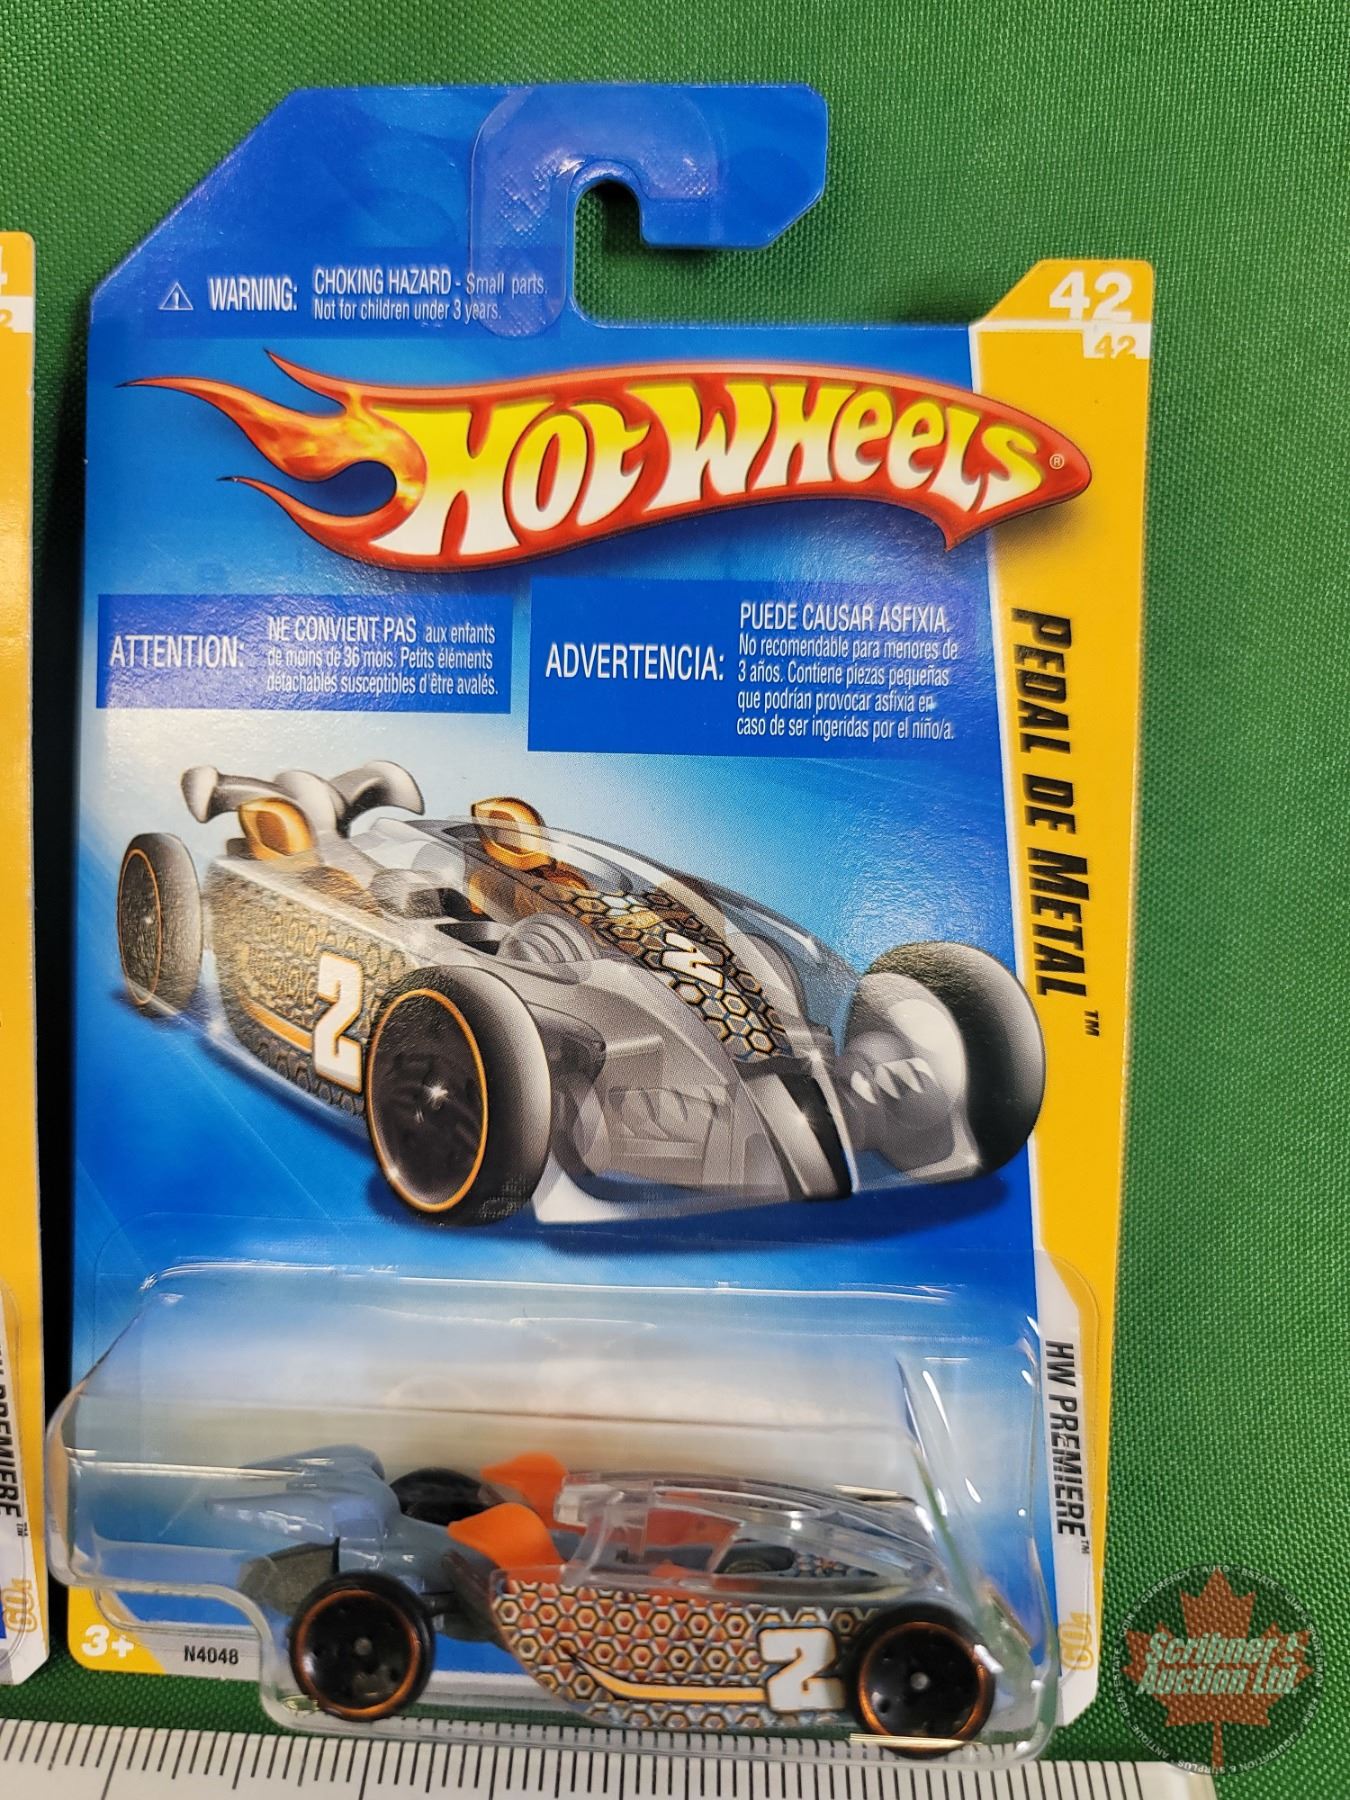 WARNING:
CHOKING HAZARD - Small parts.
Not for children under 3 years.
42
42
HOT WHEELS®
ATTENTION:
NE CONVIENT PAS aux enfants
de moins de 36 mois. Petits éléments
détachables susceptibles d'être avalés.
ADVERTENCIA:
PUEDE CAUSAR ASFIXIA.
No recomendable para menores de
3 años. Contiene piezas pequeñas
que podrían provocar asfixia en
caso de ser ingeridas por el niño/a.
PEDAL DE METAL™
2
2
HW PREMIERE™
2
3+
N4048
Scribner's
Auction Ltd.